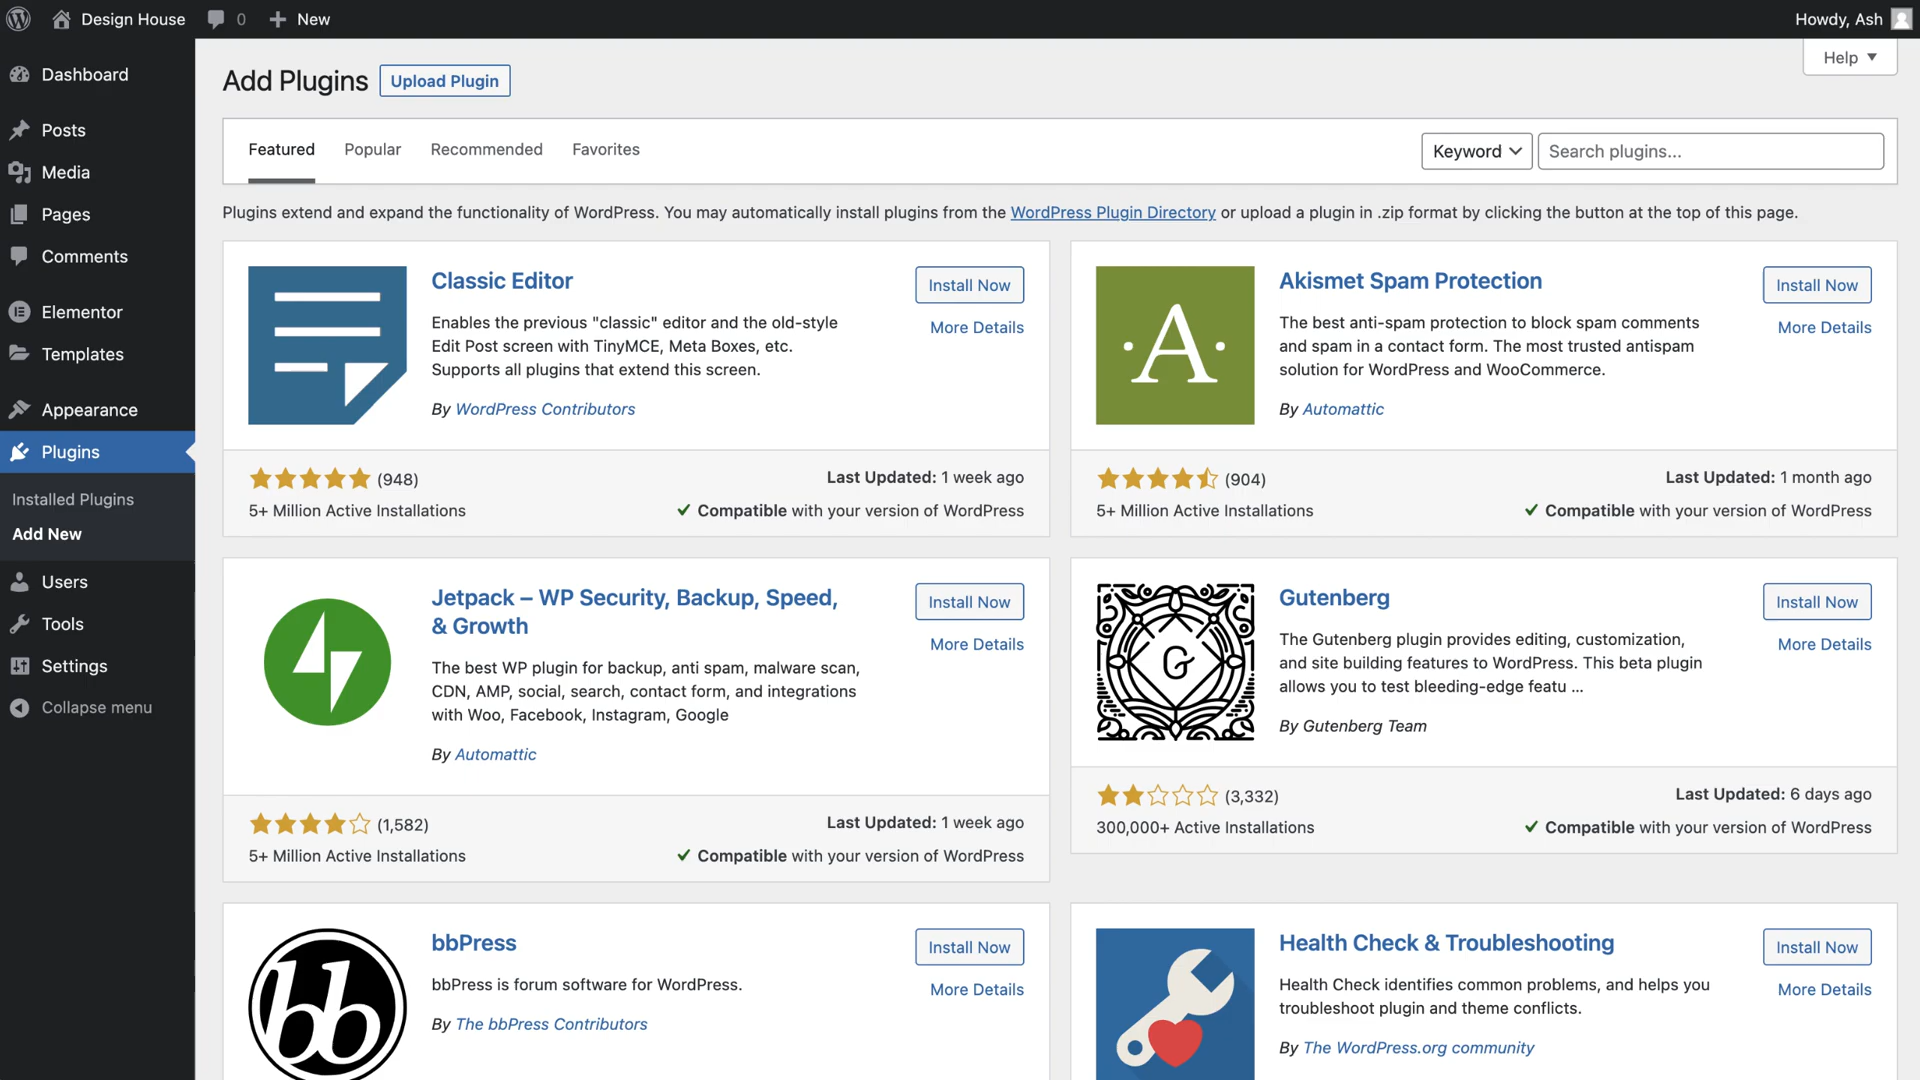 Design House 0 New Howdy, Ash
Help
Dashboard
Posts
Media
Pages
Comments
Elementor
Templates
Appearance
Plugins
Installed Plugins
Add New
Users
Tools
Settings
Collapse menu
Add Plugins Upload Plugin
Featured Popular Recommended Favorites Keyword Search plugins...
Plugins extend and expand the functionality of WordPress. You may automatically install plugins from the WordPress Plugin Directory or upload a plugin in .zip format by clicking the button at the top of this page.
Classic Editor
Install Now
More Details
Enables the previous "classic" editor and the old-style
Edit Post screen with TinyMCE, Meta Boxes, etc.
Supports all plugins that extend this screen.
By WordPress Contributors
(948)
Last Updated: 1 week ago
5+ Million Active Installations
Compatible with your version of WordPress
A
Akismet Spam Protection
Install Now
More Details
The best anti-spam protection to block spam comments
and spam in a contact form. The most trusted antispam
solution for WordPress and WooCommerce.
By Automattic
(904)
Last Updated: 1 month ago
5+ Million Active Installations
Compatible with your version of WordPress
Jetpack – WP Security, Backup, Speed,
& Growth
Install Now
More Details
The best WP plugin for backup, anti spam, malware scan,
CDN, AMP, social, search, contact form, and integrations
with Woo, Facebook, Instagram, Google
By Automattic
(1,582)
Last Updated: 1 week ago
5+ Million Active Installations
Compatible with your version of WordPress
G
Gutenberg
Install Now
More Details
The Gutenberg plugin provides editing, customization,
and site building features to WordPress. This beta plugin
allows you to test bleeding-edge featu ...
By Gutenberg Team
(3,332)
Last Updated: 6 days ago
300,000+ Active Installations
Compatible with your version of WordPress
bb
bbPress
Install Now
More Details
bbPress is forum software for WordPress.
By The bbPress Contributors
Health Check & Troubleshooting
Install Now
More Details
Health Check identifies common problems, and helps you
troubleshoot plugin and theme conflicts.
By The WordPress.org community